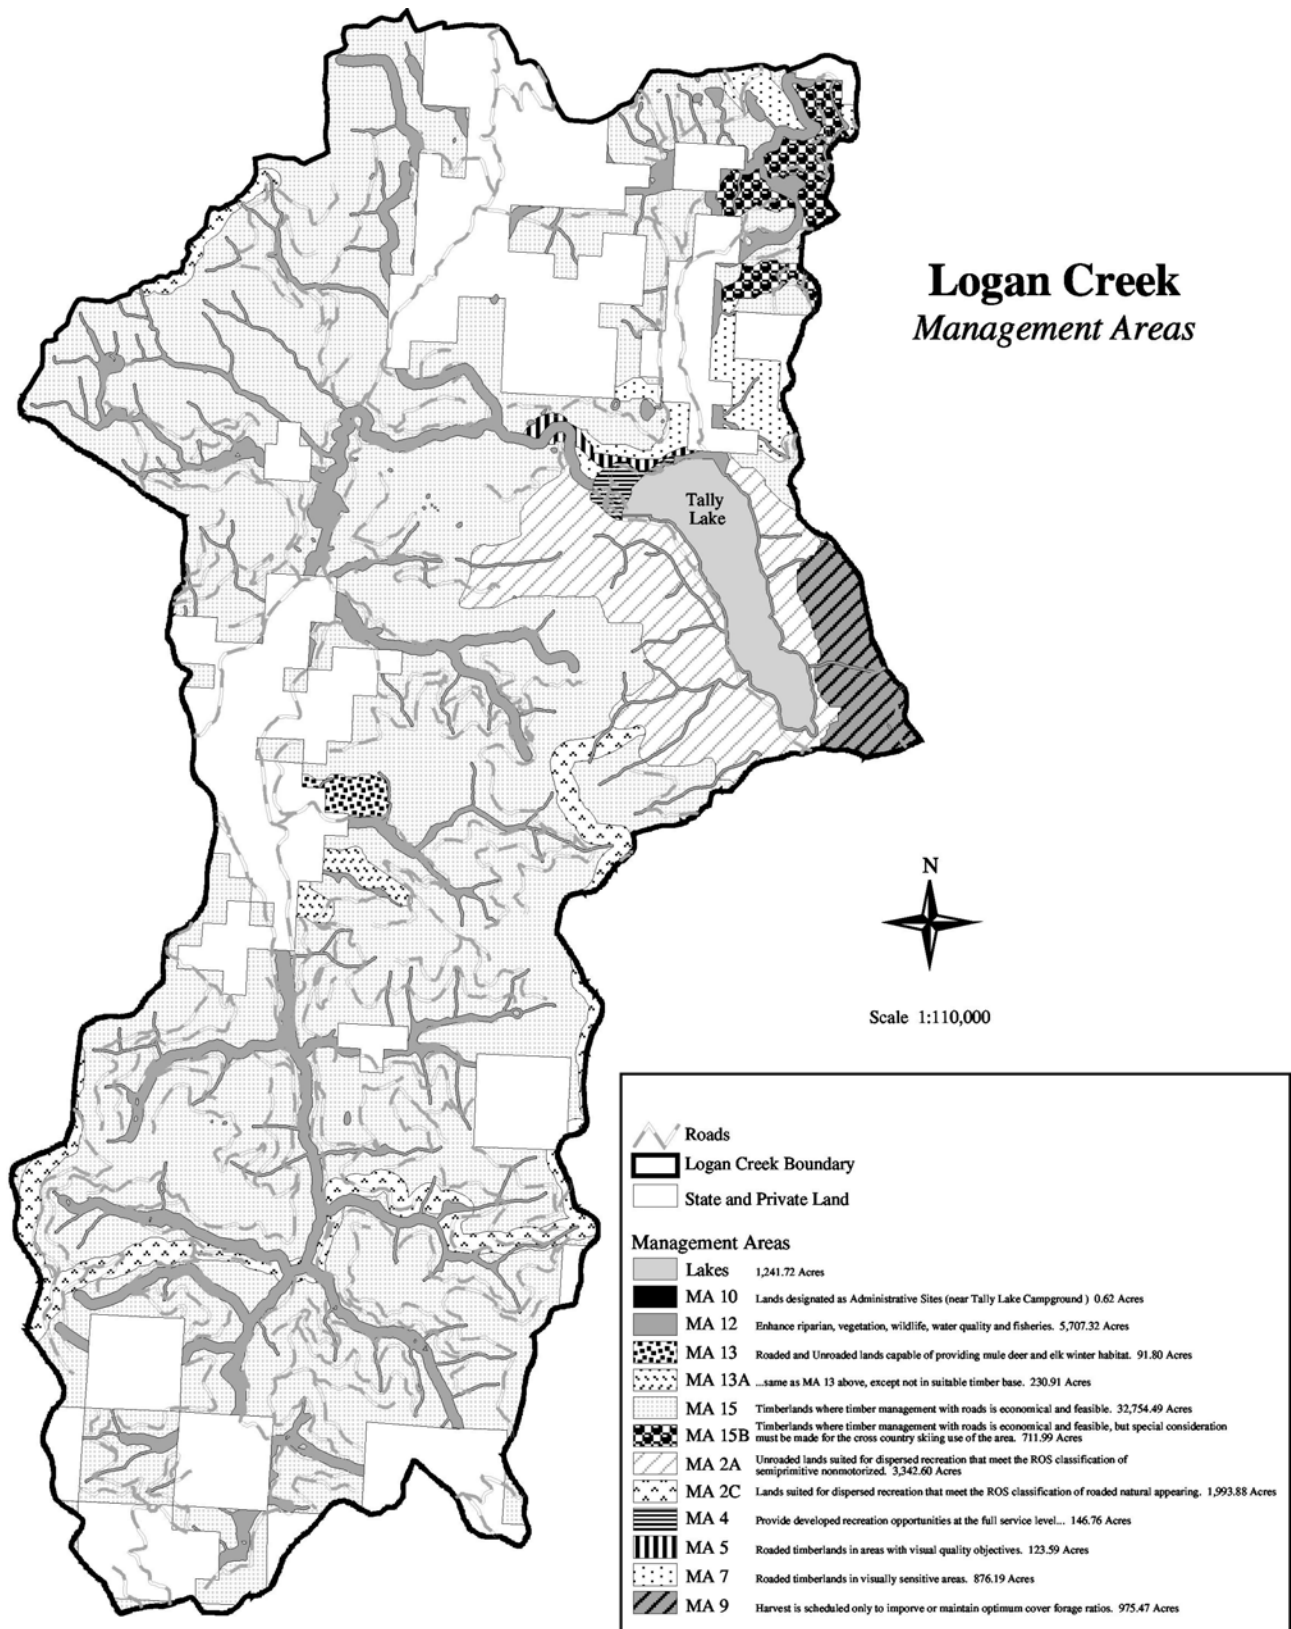 Logan Creek
Management Areas
Tally
Lake
N
Scale 1:110,000
Roads
Logan Creek Boundary
State and Private Land
Management Areas
Lakes 1,241.72 Acres
MA 10 Lands designated as Administrative Sites (near Tally Lake Campground ) 0.62 Acres
MA 12 Enhance riparian, vegetation, wildlife, water quality and fisheries. 5,707.32 Acres
MA 13 Roaded and Unroaded lands capable of providing mule deer and elk winter habitat. 91.80 Acres
MA 13A ...same as MA 13 above, except not in suitable timber base. 230.91 Acres
MA 15 Timberlands where timber management with roads is economical and feasible. 32,754.49 Acres
MA 15B Timberlands where timber management with roads is economical and feasible, but special consideration
must be made for the cross country skiing use of the area. 711.99 Acres
MA 2A Unroaded lands suited for dispersed recreation that meet the ROS classification of
semiprimitive nonmotorized. 3,342.60 Acres
MA 2C Lands suited for dispersed recreation that meet the ROS classification of roaded natural appearing. 1,993.88 Acres
MA 4 Provide developed recreation opportunities at the full service level... 146.76 Acres
MA 5 Roaded timberlands in areas with visual quality objectives. 123.59 Acres
MA 7 Roaded timberlands in visually sensitive areas. 876.19 Acres
MA 9 Harvest is scheduled only to imporve or maintain optimum cover forage ratios. 975.47 Acres